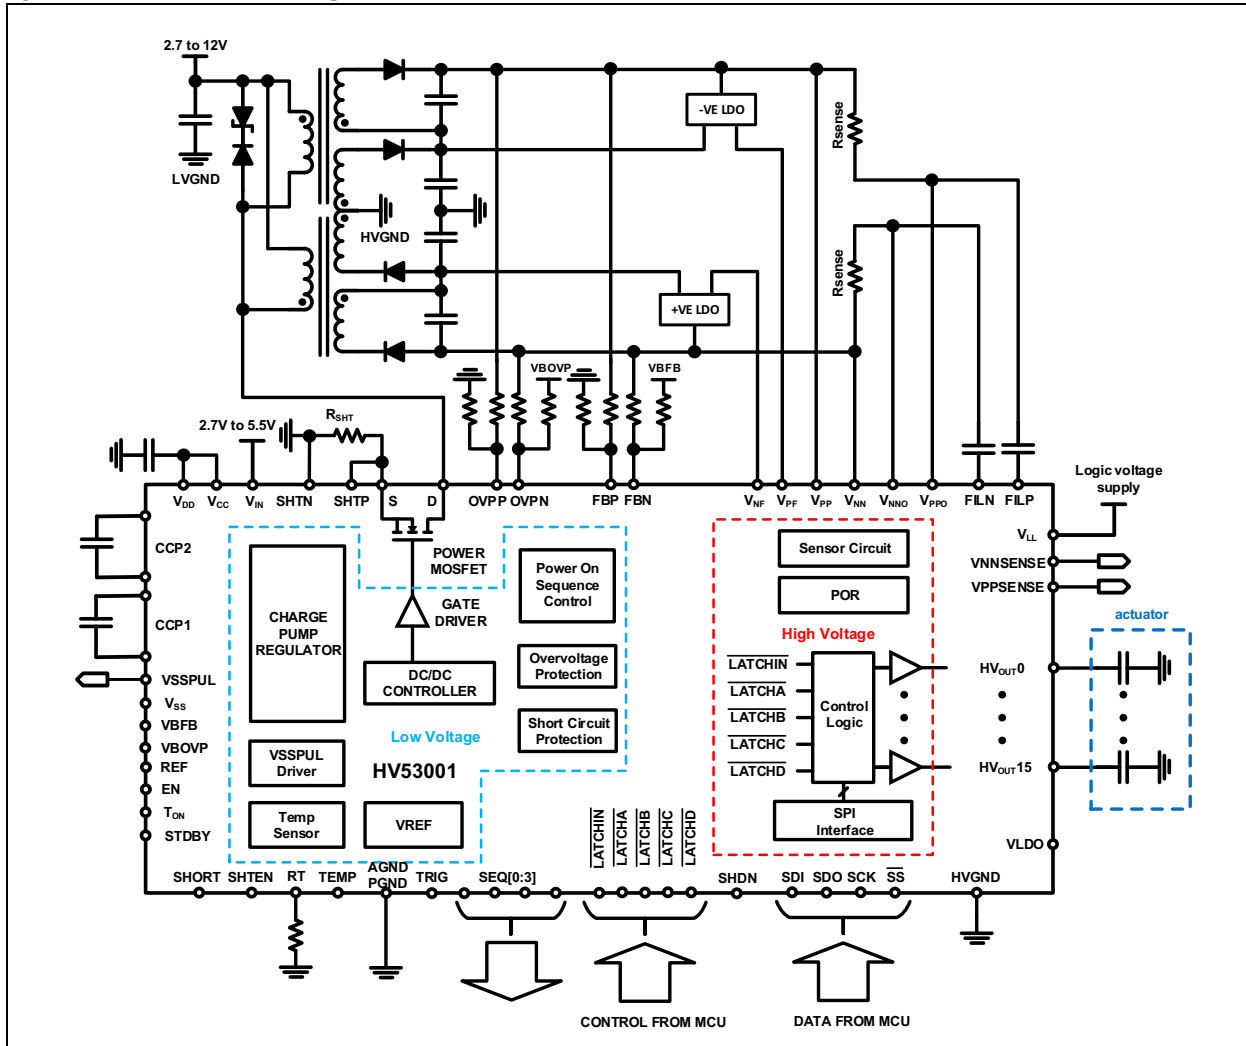 2.7 to 12V
LVGND
HVGND
-VE LDO
+VE LDO
Rsense
Rsense
VBOVP
VBFB
2.7V to 5.5V
RSHT
VDD
VCC
VIN
SHTN
SHTP
S
D
OVPP
OVPN
FBP
FBN
VNF
VPF
VPP
VNN
VNNO
VPPO
FILN
FILP
Logic voltage
supply
VLL
VNNSENSE
VPPSENSE
actuator
HVOUT0
HVOUT15
VLDO
CCP2
CCP1
VSSPUL
VSS
VBFB
VBOVP
REF
EN
TON
STDBY
CHARGE
PUMP
REGULATOR
POWER
MOSFET
GATE
DRIVER
DC/DC
CONTROLLER
Power On
Sequence
Control
Overvoltage
Protection
Short Circuit
Protection
Low Voltage
HV53001
VSSPUL
Driver
Temp
Sensor
VREF
Sensor Circuit
POR
High Voltage
LATCHIN
LATCHA
LATCHB
LATCHC
LATCHD
Control
Logic
SPI
Interface
SHORT
SHTEN
RT
TEMP
AGND
PGND
TRIG
SEQ[0:3]
LATCHIN
LATCHA
LATCHB
LATCHC
LATCHD
SHDN
SDI
SDO
SCK
SS
HVGND
CONTROL FROM MCU
DATA FROM MCU